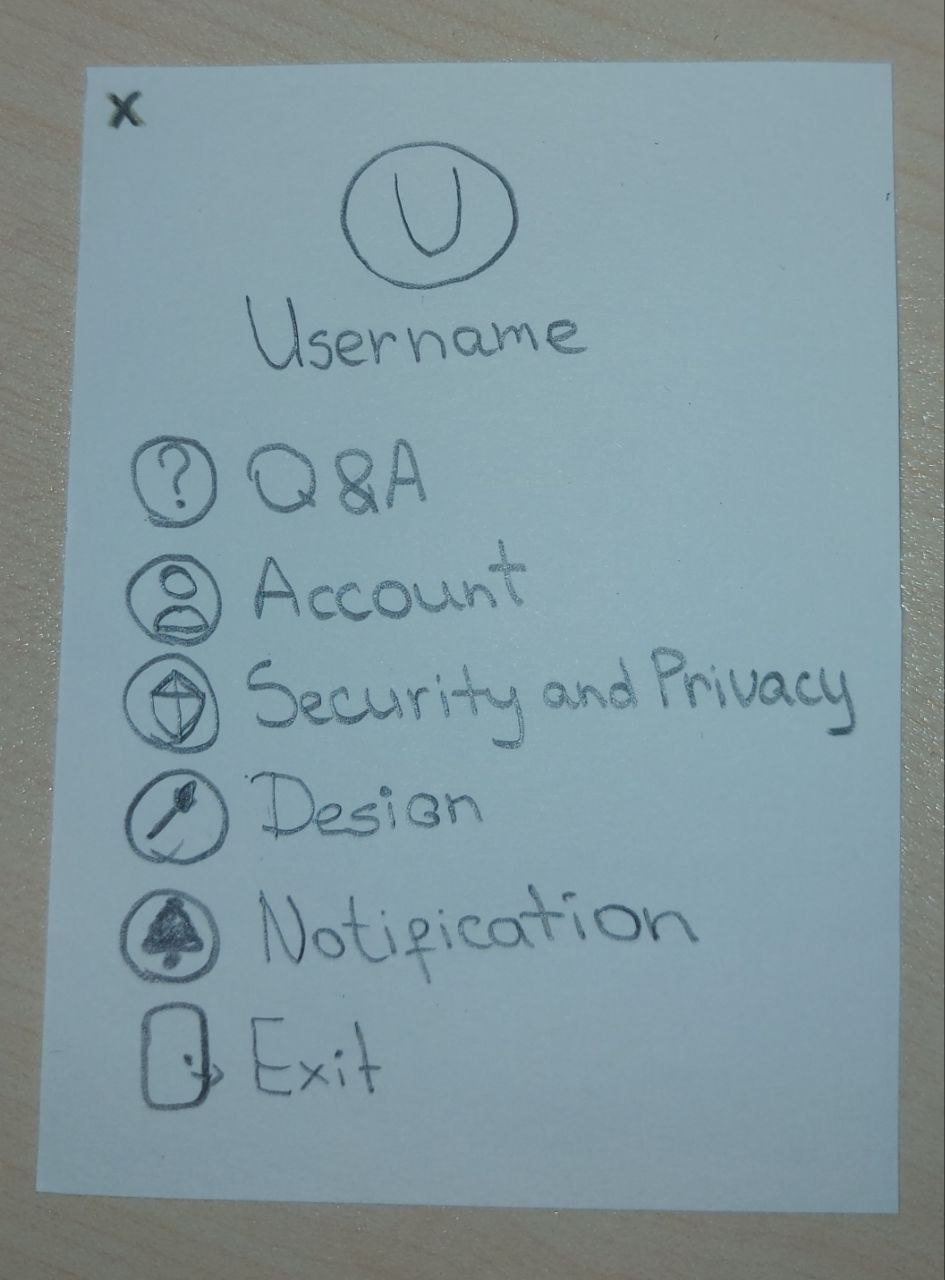 X
U
Username
? Q&A
Account
Security and Privacy
Design
Notification
Exit